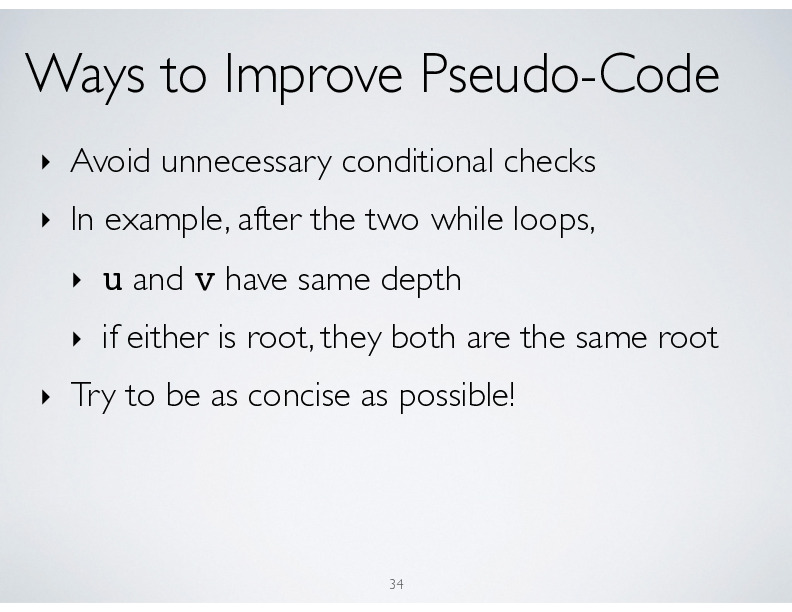 Ways to Improve Pseudo-Code
‣ Avoid unnecessary conditional checks
‣ In example, after the two while loops,
‣ u and v have same depth
‣ if either is root, they both are the same root
‣ Try to be as concise as possible!
34